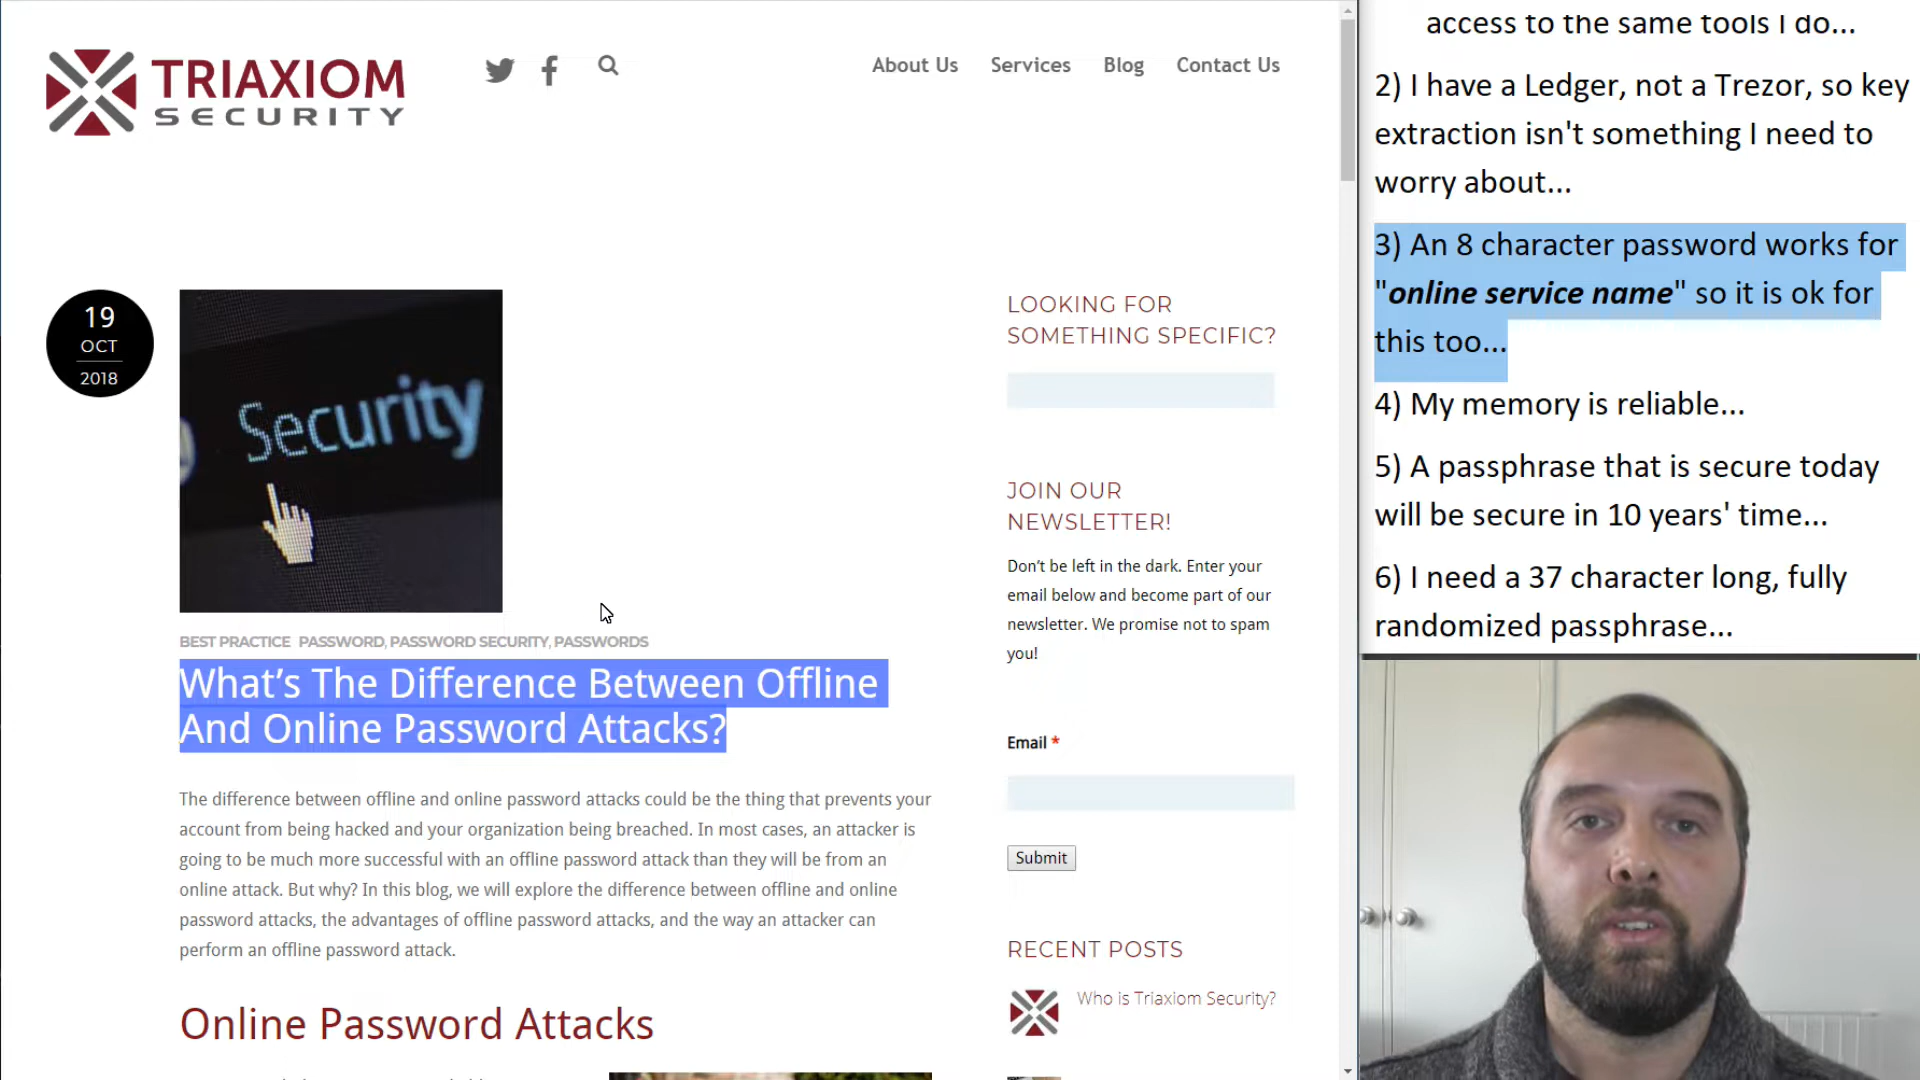 TRIAXIOM
SECURITY
About Us Services Blog Contact Us
19
OCT
2018
Security
BEST PRACTICE PASSWORD, PASSWORD SECURITY, PASSWORDS
What’s The Difference Between Offline
And Online Password Attacks?
The difference between offline and online password attacks could be the thing that prevents your
account from being hacked and your organization being breached. In most cases, an attacker is
going to be much more successful with an offline password attack than they will be from an
online attack. But why? In this blog, we will explore the difference between offline and online
password attacks, the advantages of offline password attacks, and the way an attacker can
perform an offline password attack.
Online Password Attacks
LOOKING FOR
SOMETHING SPECIFIC?
JOIN OUR
NEWSLETTER!
Don’t be left in the dark. Enter your
email below and become part of our
newsletter. We promise not to spam
you!
Email *
Submit
RECENT POSTS
Who is Triaxiom Security?
access to the same tools I do...
2) I have a Ledger, not a Trezor, so key
extraction isn't something I need to
worry about...
3) An 8 character password works for
"online service name" so it is ok for
this too...
4) My memory is reliable...
5) A passphrase that is secure today
will be secure in 10 years' time...
6) I need a 37 character long, fully
randomized passphrase...